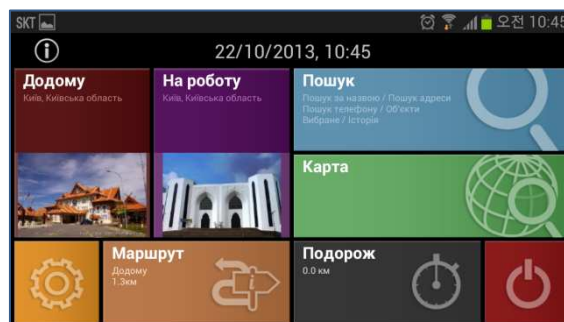 SKT
오전 10:45
22/10/2013, 10:45
Додому
Київ, Київська область
На роботу
Київ, Київська область
Пошук
Пошук за назвою / Пошук адреси
Пошук телефону / Об'єкти
Вибране / Історія
Карта
Маршрут
Додому
1.3км
Подорож
0.0 км